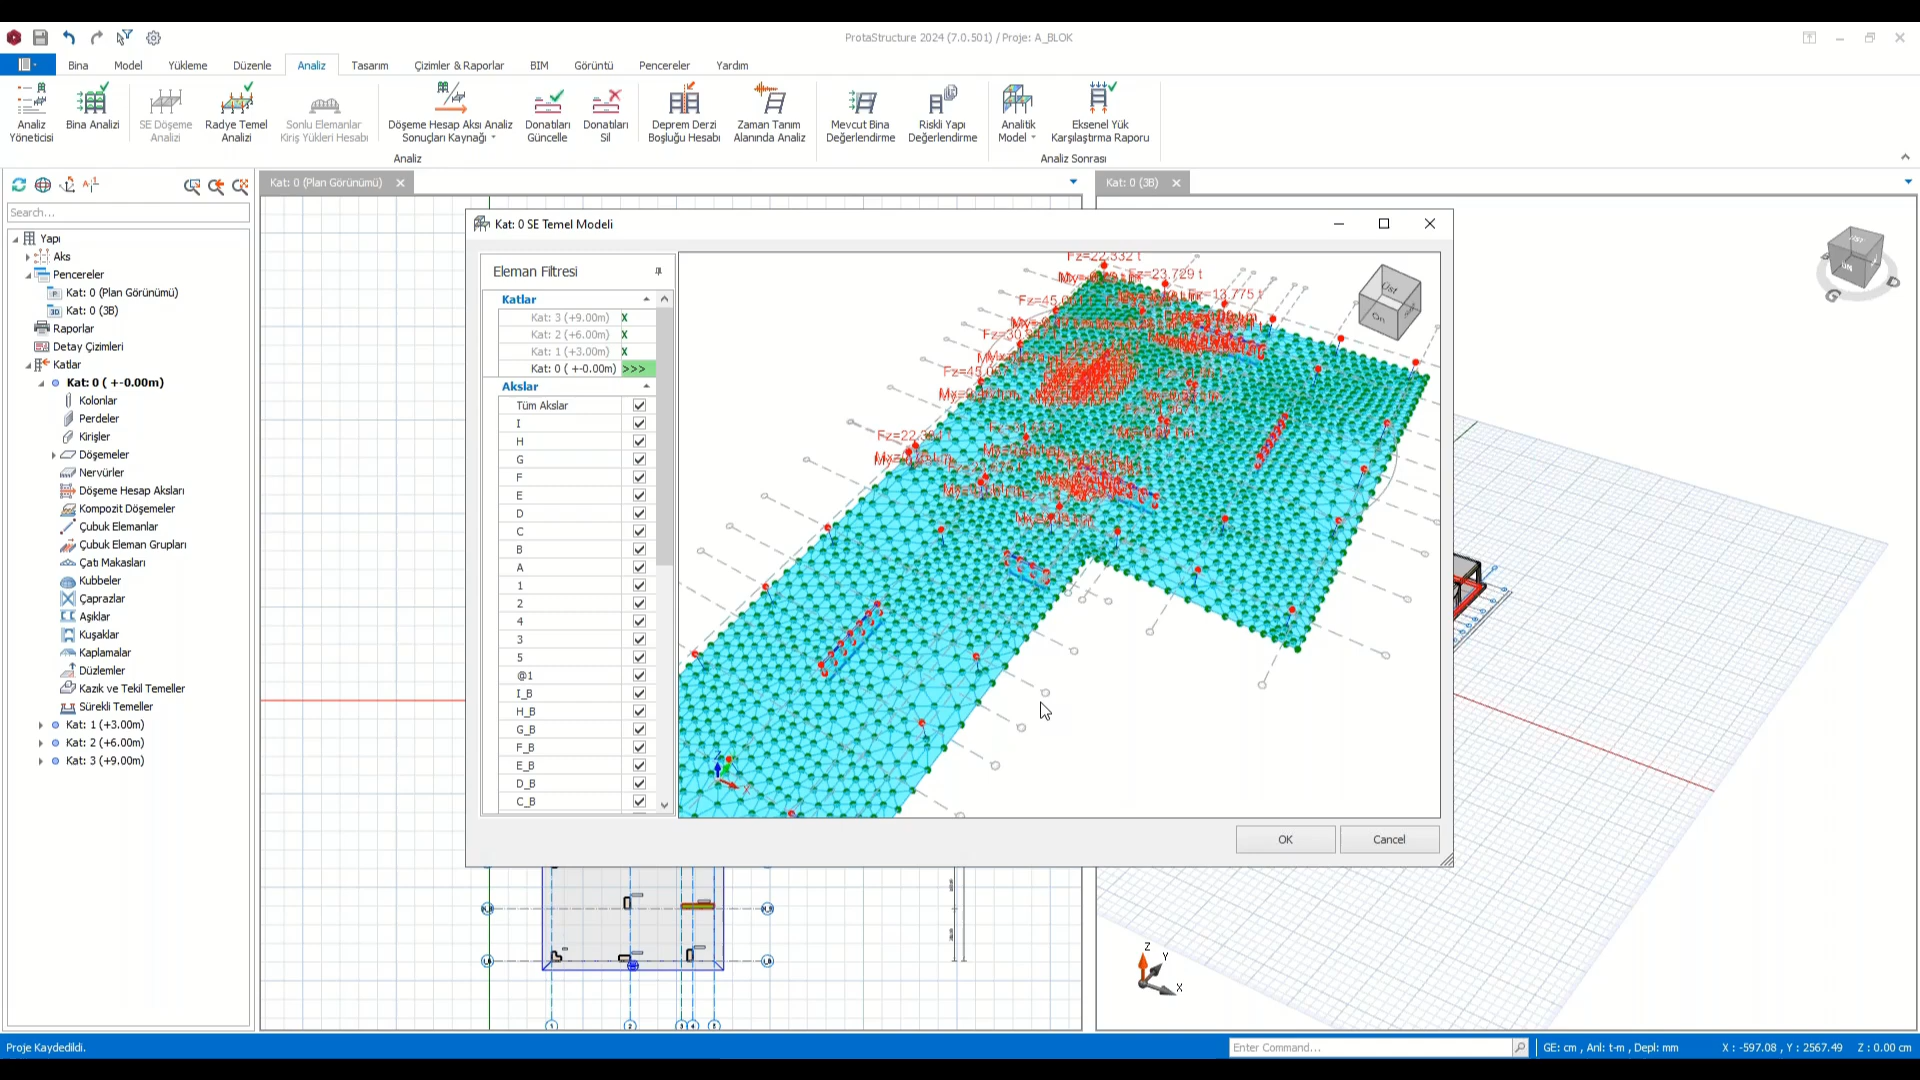 ProtaStructure 2024 (7.0.501) / Proje: A_BLOK
Bina
Model
Yükleme
Düzenle
Analiz
Tasarım
Çizimler & Raporlar
BIM
Görüntü
Pencereler
Yardım
Analiz Yöneticisi
Bina Analizi
SE Döşeme Analizi
Radye Temel Analizi
Sonlu Elemanlar Kiriş Yükleri Hesabı
Döşeme Hesap Aksı Analiz Sonuçları Kaynağı
Donatıları Güncelle
Donatıları Sil
Deprem Derzi Boşluğu Hesabı
Zaman Tanım Alanında Analiz
Mevcut Bina Değerlendirme
Riskli Yapı Değerlendirme
Analitik Model
Eksenel Yük Karşılaştırma Raporu
Analiz
Analiz Sonrası
Kat: 0 (Plan Görünümü)
Kat: 0 (3B)
Search...
Yapı
Aks
Pencereler
Kat: 0 (Plan Görünümü)
Kat: 0 (3B)
Raporlar
Detay Çizimleri
Katlar
Kat: 0 ( +-0.00m)
Kolonlar
Perdeler
Kirişler
Döşemeler
Nervürler
Döşeme Hesap Aksları
Kompozit Döşemeler
Çubuk Elemanlar
Çubuk Eleman Grupları
Çatı Makasları
Kubbeler
Çaprazlar
Aşıklar
Kuşaklar
Kaplamalar
Düzlemler
Kazık ve Tekil Temeller
Sürekli Temeller
Kat: 1 (+3.00m)
Kat: 2 (+6.00m)
Kat: 3 (+9.00m)
Kat: 0 SE Temel Modeli
Eleman Filtresi
Katlar
Kat: 3 (+9.00m) X
Kat: 2 (+6.00m) X
Kat: 1 (+3.00m) X
Kat: 0 ( +-0.00m) >>>
Akslar
Tüm Akslar
I
H
G
F
E
D
C
B
A
1
2
4
3
5
@1
I_B
H_B
G_B
F_B
E_B
D_B
C_B
Fz=22.332 t
Fz=23.729 t
Fz=13.775 t
Üst
Ön
OK
Cancel
G
D
Z
Y
X
Proje Kaydedildi.
Enter Command...
GE: cm , Anl: t-m , Depl: mm
X : -597.08 , Y : 2567.49
Z : 0.00 cm